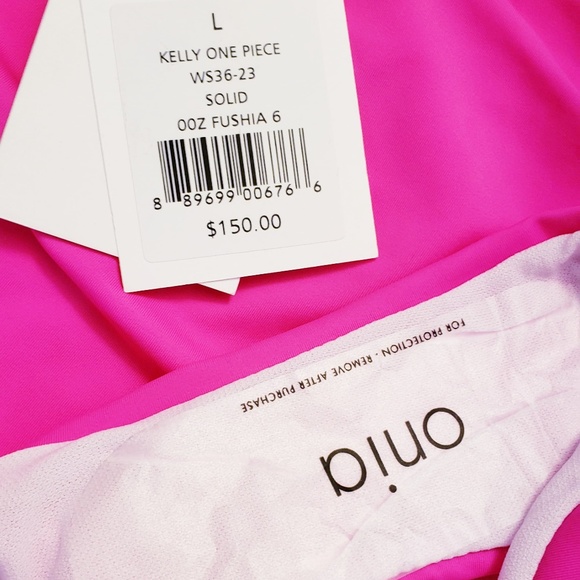 L
KELLY ONE PIECE
WS36-23
SOLID
00Z FUSHIA 6
8 89699 00676 6
$150.00
FOR PROTECTION - REMOVE AFTER PURCHASE
onia